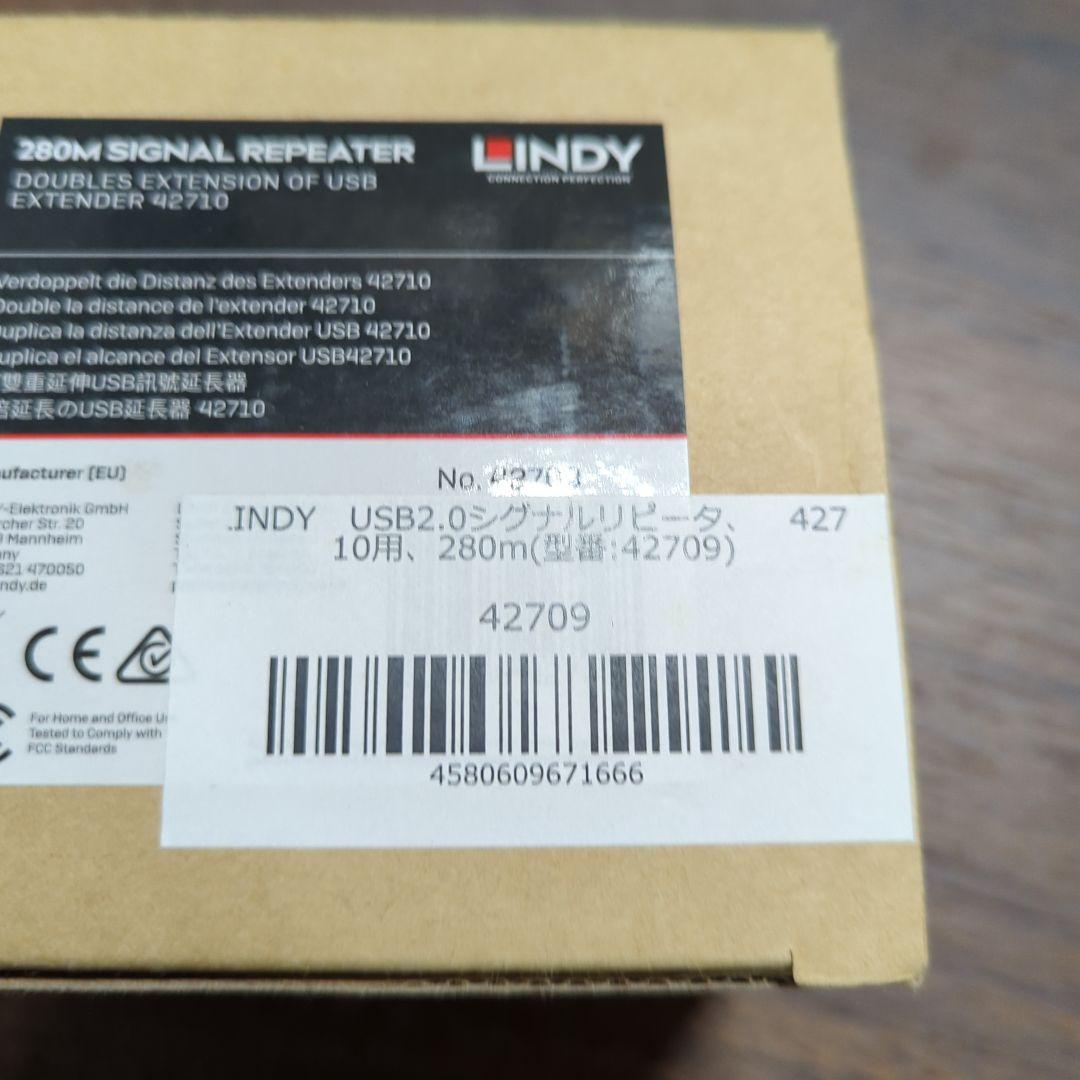 280M SIGNAL REPEATER
LINDY
CONNECTION PERFECTION
DOUBLES EXTENSION OF USB
EXTENDER 42710
Verdoppelt die Distanz des Extenders 42710
Double la distance de l'extender 42710
uplica la distanza dell'Extender USB 42710
uplica el alcance del Extensor USB42710
雙重延伸USB訊號延長器
倍延長のUSB延長器 42710
ufacturer (EU)
No.
Y-Elektronik GmbH
rcher Str. 20
9 Mannheim
ny
621 470050
ndy.de
.INDY USB2.0シグナルリピータ、 427
10用、280m(型番:42709)
42709
4580609671666
CE
For Home and Office U
Tested to Comply with
FCC Standards